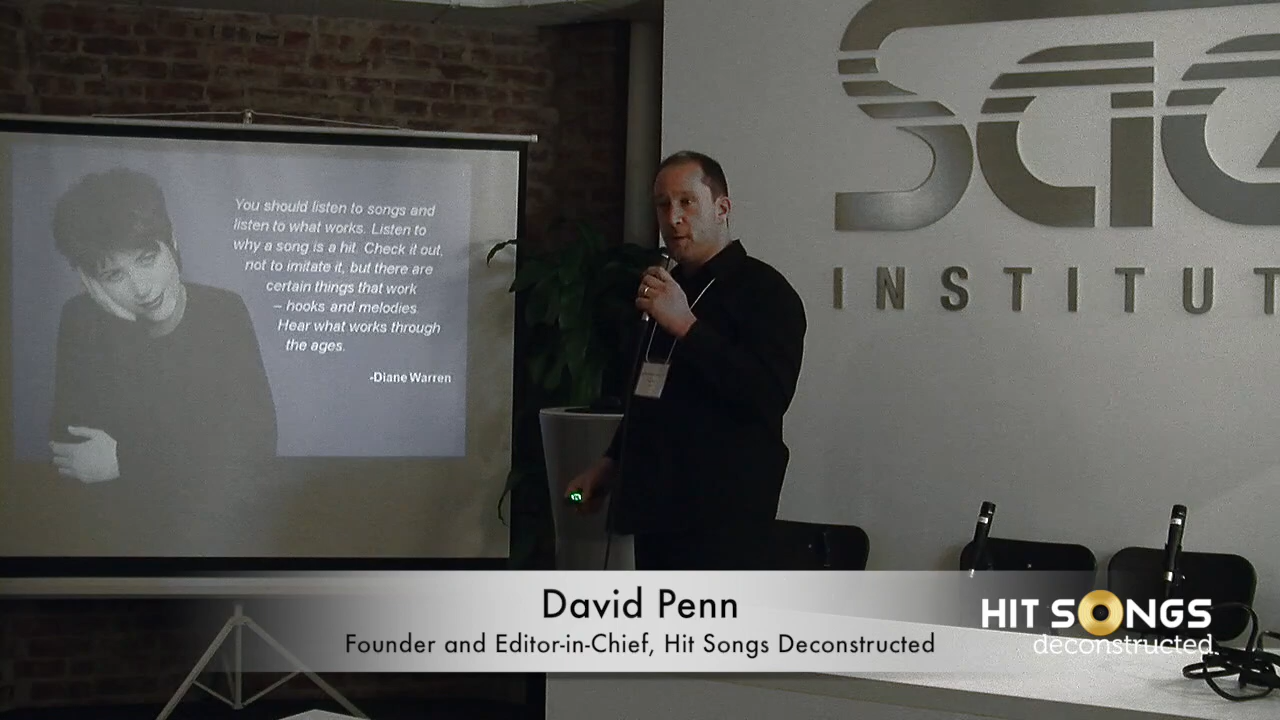 You should listen to songs and
listen to what works. Listen to
why a song is a hit. Check it out,
not to imitate it, but there are
certain things that work
– hooks and melodies.
Hear what works through
the ages.
-Diane Warren
sae
INSTITUT
David Penn
Founder and Editor-in-Chief, Hit Songs Deconstructed
HIT SONGS
deconstructed